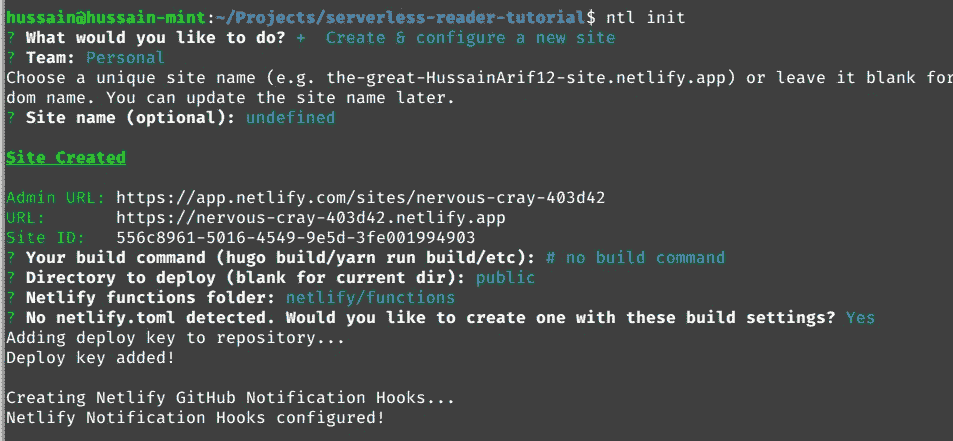 hussain@hussain-mint:~/Projects/serverless-reader-tutorial$ ntl init
? What would you like to do? + Create & configure a new site
? Team: Personal
Choose a unique site name (e.g. the-great-HussainArif12-site.netlify.app) or leave it blank for
dom name. You can update the site name later.
? Site name (optional): undefined
Site Created
Admin URL: https://app.netlify.com/sites/nervous-cray-403d42
URL: https://nervous-cray-403d42.netlify.app
Site ID: 556c8961-5016-4549-9e5d-3fe001994903
? Your build command (hugo build/yarn run build/etc): # no build command
? Directory to deploy (blank for current dir): public
? Netlify functions folder: netlify/functions
? No netlify.toml detected. Would you like to create one with these build settings? Yes
Adding deploy key to repository...
Deploy key added!
Creating Netlify GitHub Notification Hooks...
Netlify Notification Hooks configured!